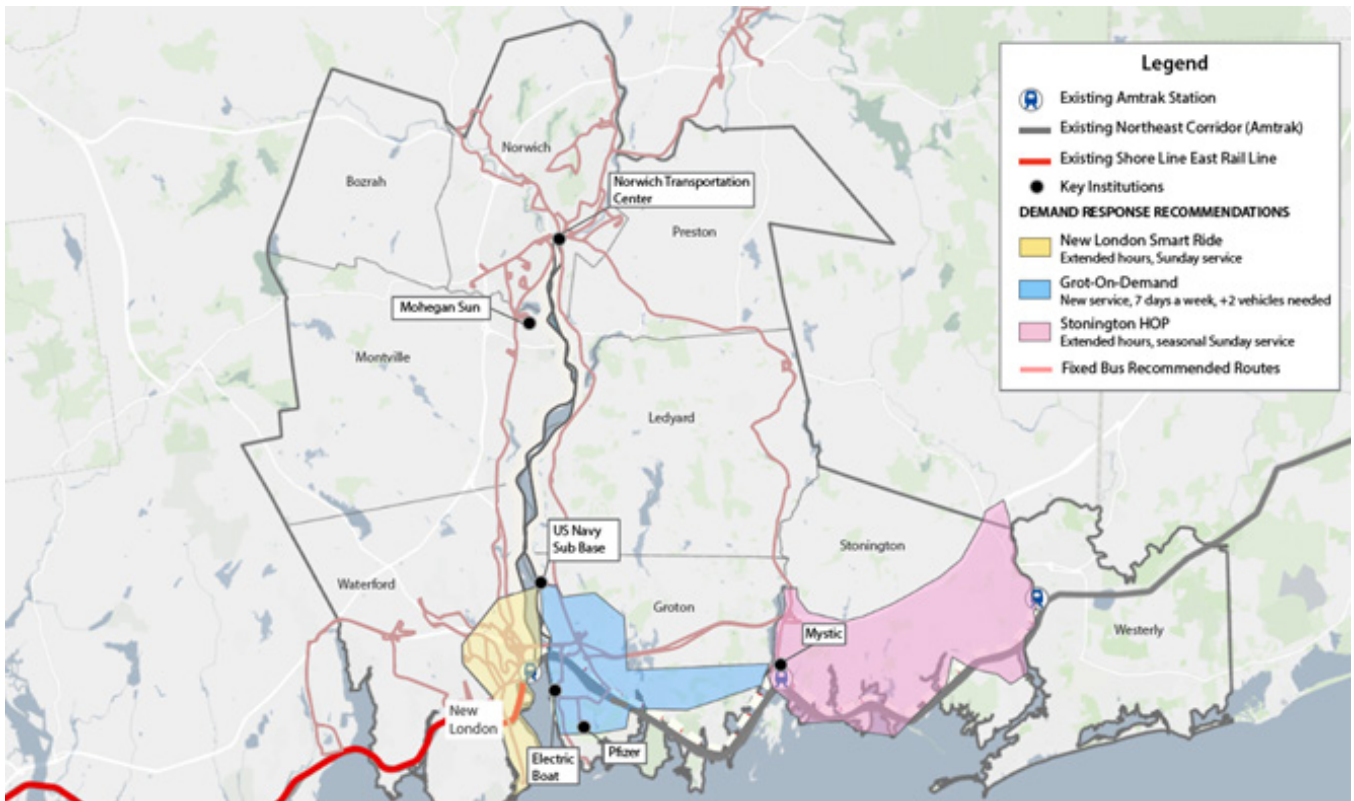 Legend
Existing Amtrak Station
Existing Northeast Corridor (Amtrak)
Existing Shore Line East Rail Line
Key Institutions
DEMAND RESPONSE RECOMMENDATIONS
New London Smart Ride
Extended hours, Sunday service
Grot-On-Demand
New service, 7 days a week, +2 vehicles needed
Stonington HOP
Extended hours, seasonal Sunday service
Fixed Bus Recommended Routes
Norwich
Bozrah
Norwich Transportation
Center
Preston
Mohegan Sun
Montville
Ledyard
US Navy
Sub Base
Stonington
Waterford
Groton
Mystic
Westerly
New
London
Electric
Boat
Pfizer